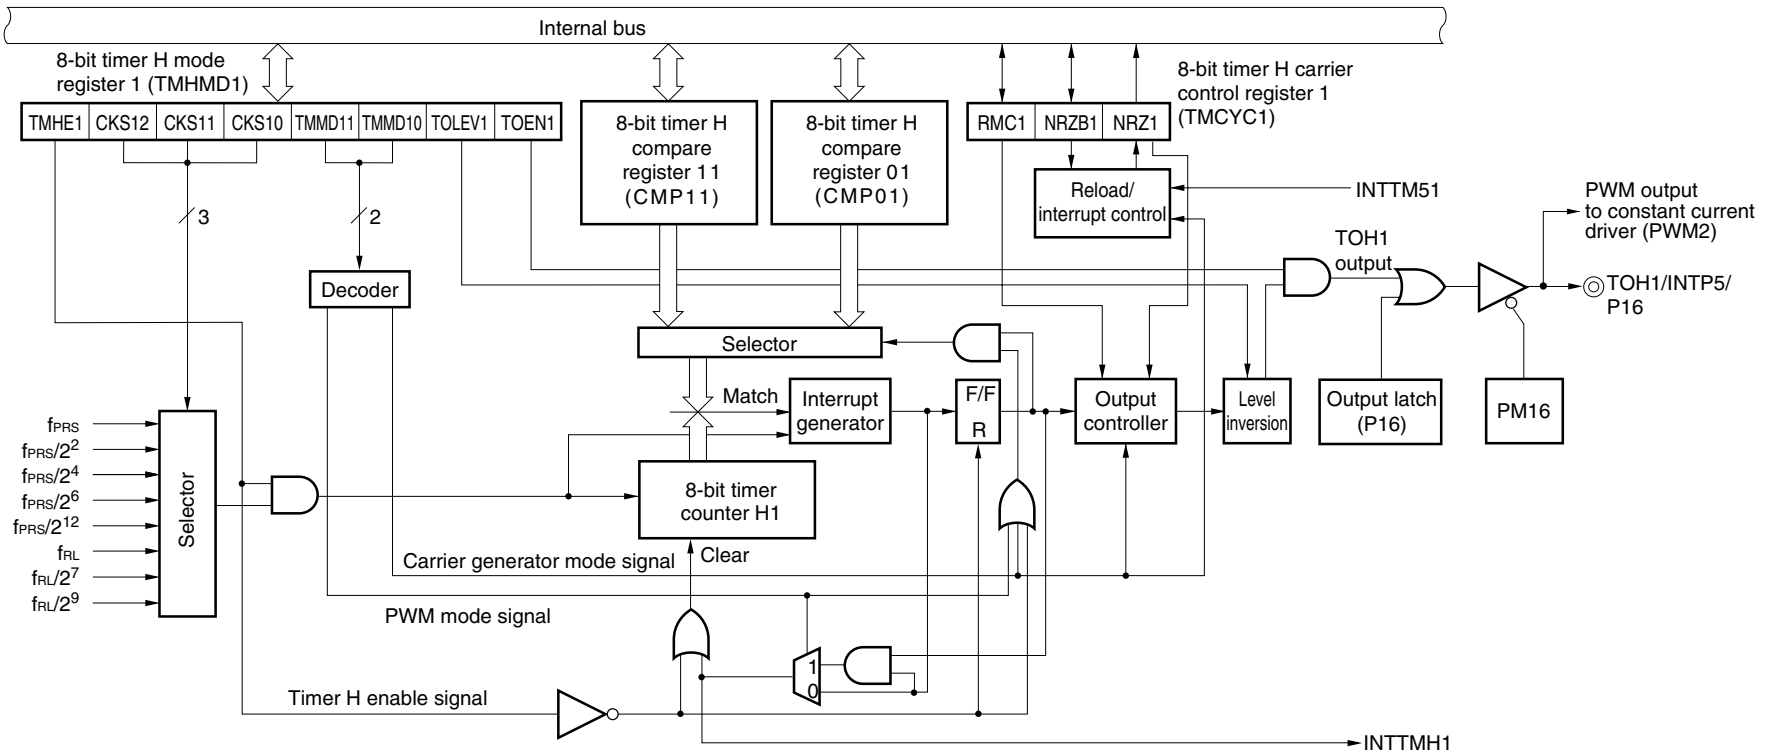 Internal bus
8-bit timer H mode
register 1 (TMHMD1)
8-bit timer H carrier
control register 1
(TMCYC1)
TMHE1 CKS12 CKS11 CKS10 TMMD11 TMMD10 TOLEV1 TOEN1
8-bit timer H
compare
register 11
(CMP11)
8-bit timer H
compare
register 01
(CMP01)
RMC1 NRZB1 NRZ1
Reload/
interrupt control
INTTM51
PWM output
to constant current
driver (PWM2)
3
2
TOH1
output
Decoder
TOH1/INTP5/
P16
Selector
Match
Interrupt
generator
F/F
R
Output
controller
Level
inversion
Output latch
(P16)
PM16
fPRS
fPRS/2²
fPRS/2⁴
fPRS/2⁶
fPRS/2¹²
fRL
fRL/2⁷
fRL/2⁹
Selector
8-bit timer
counter H1
Carrier generator mode signal
Clear
PWM mode signal
1
0
Timer H enable signal
INTTMH1